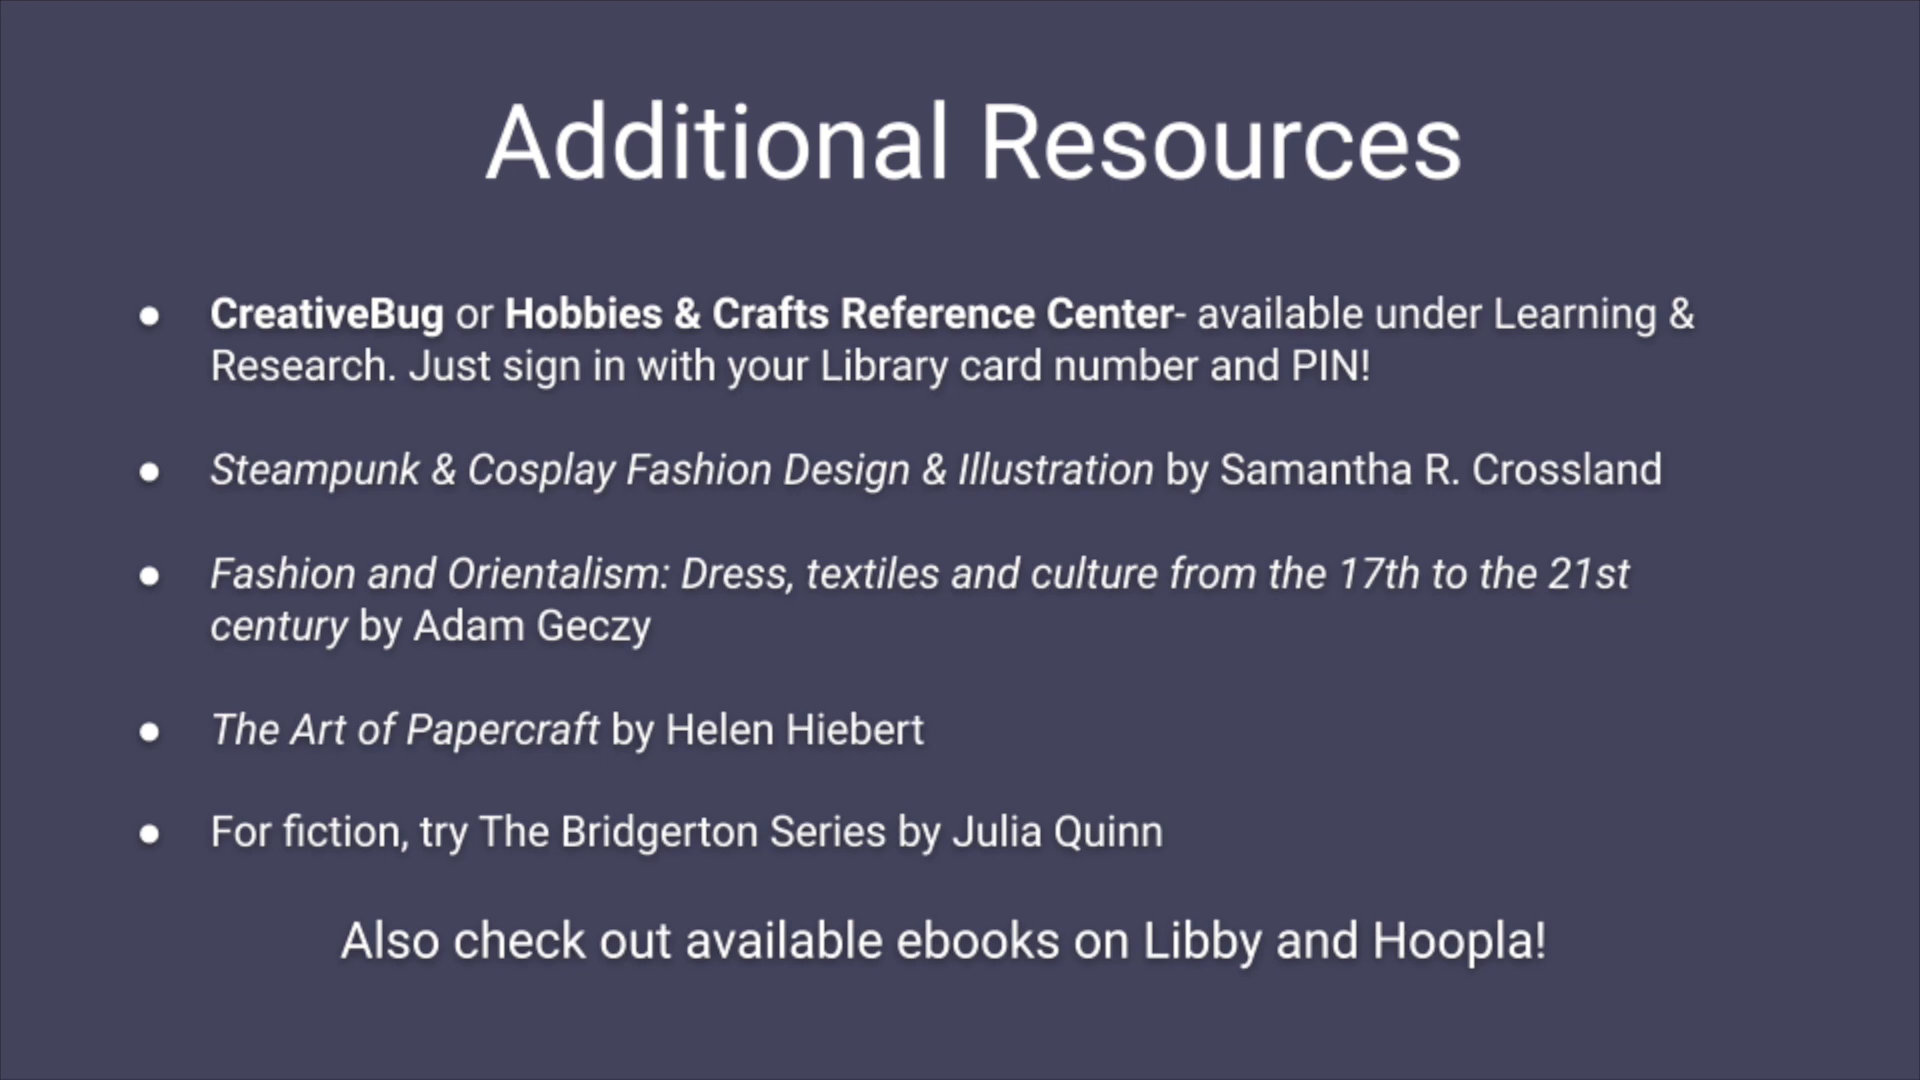 Additional Resources
● CreativeBug or Hobbies & Crafts Reference Center- available under Learning &
Research. Just sign in with your Library card number and PIN!
● Steampunk & Cosplay Fashion Design & Illustration by Samantha R. Crossland
● Fashion and Orientalism: Dress, textiles and culture from the 17th to the 21st
century by Adam Geczy
● The Art of Papercraft by Helen Hiebert
● For fiction, try The Bridgerton Series by Julia Quinn
Also check out available ebooks on Libby and Hoopla!